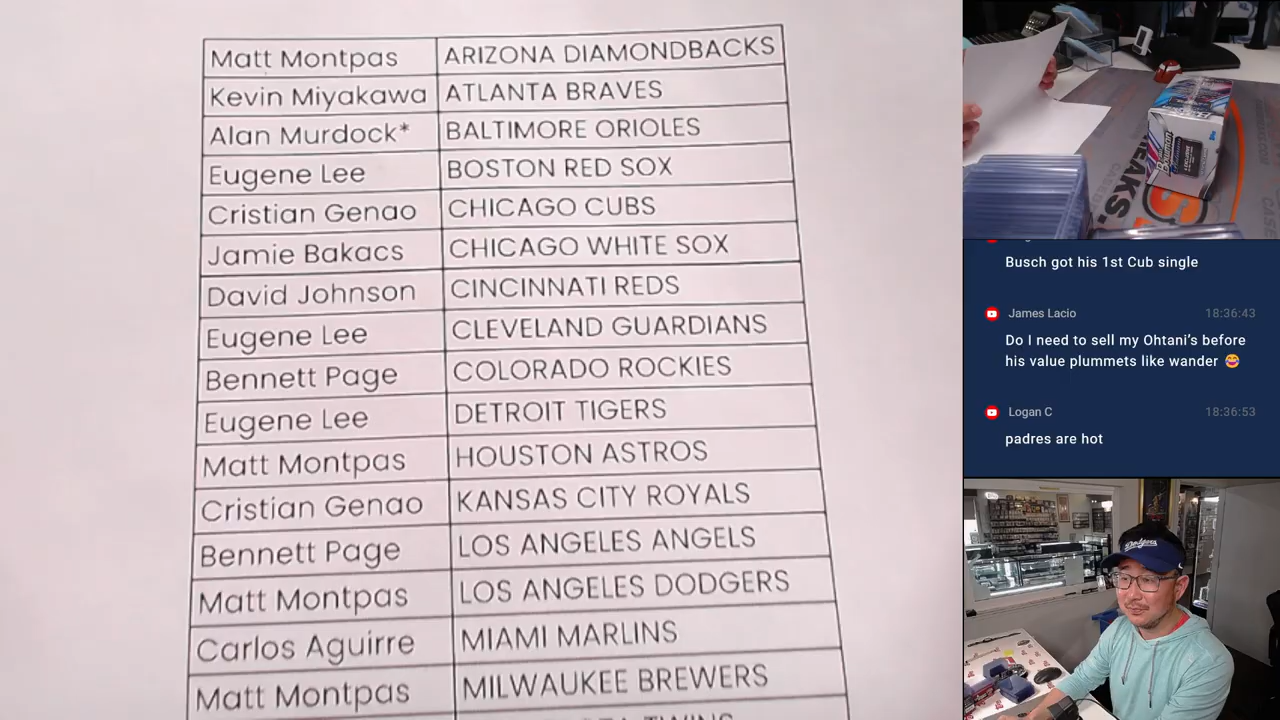 Matt Montpas ARIZONA DIAMONDBACKS
Kevin Miyakawa ATLANTA BRAVES
Alan Murdock* BALTIMORE ORIOLES
Eugene Lee BOSTON RED SOX
Cristian Genao CHICAGO CUBS
Jamie Bakacs CHICAGO WHITE SOX
David Johnson CINCINNATI REDS
Eugene Lee CLEVELAND GUARDIANS
Bennett Page COLORADO ROCKIES
Eugene Lee DETROIT TIGERS
Matt Montpas HOUSTON ASTROS
Cristian Genao KANSAS CITY ROYALS
Bennett Page LOS ANGELES ANGELS
Matt Montpas LOS ANGELES DODGERS
Carlos Aguirre MIAMI MARLINS
Matt Montpas MILWAUKEE BREWERS
Bowman
Busch got his 1st Cub single
James Lacio 18:36:43
Do I need to sell my Ohtani's before
his value plummets like wander 😂
Logan C 18:36:53
padres are hot
Dodgers